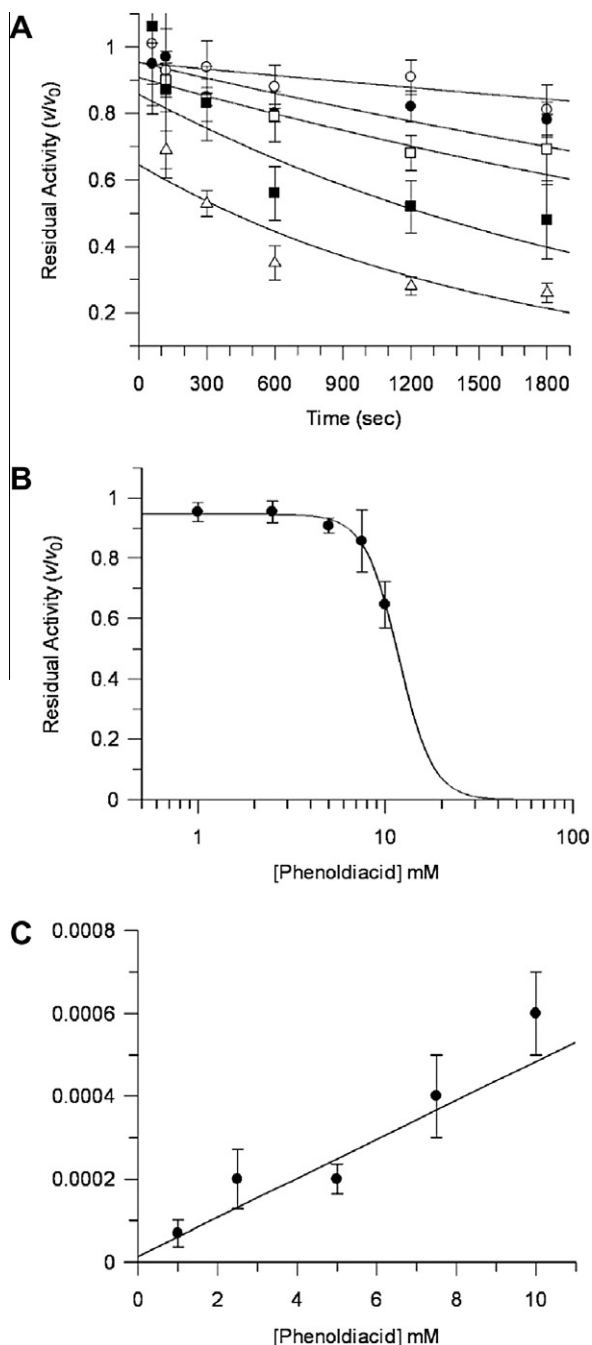 A
1
0.8
0.6
0.4
0.2
Residual Activity (v/v0)
0 300 600 900 1200 1500 1800
Time (sec)
B
1
0.8
0.6
0.4
0.2
0
Residual Activity (v/v0)
1 10 100
[Phenoldiacid] mM
C
0.0008
0.0006
0.0004
0.0002
0
0 2 4 6 8 10
[Phenoldiacid] mM